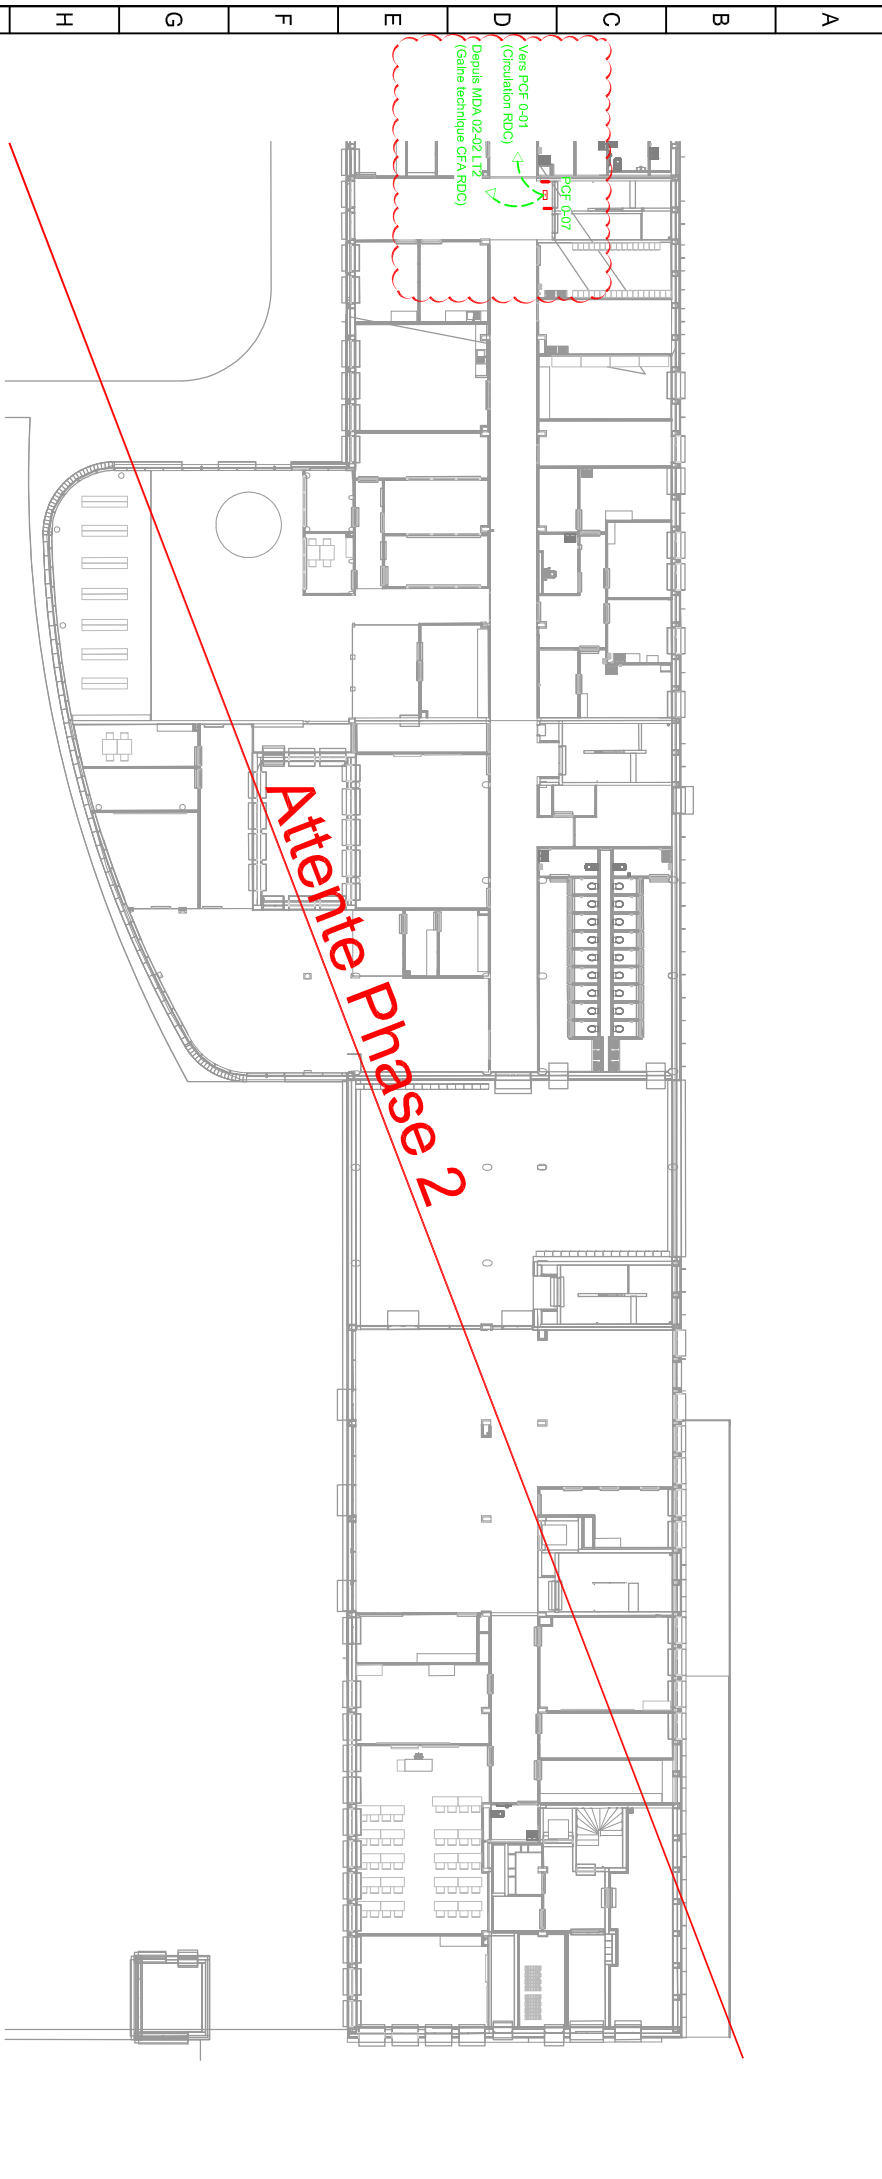 A
B
C
D
E
F
G
H
PCF 0-07
Vers PCF 0-01
(Circulation RDC)
Depuis MDA 02-02 LT2
(Gaine technique CFA RDC)
Attente Phase 2